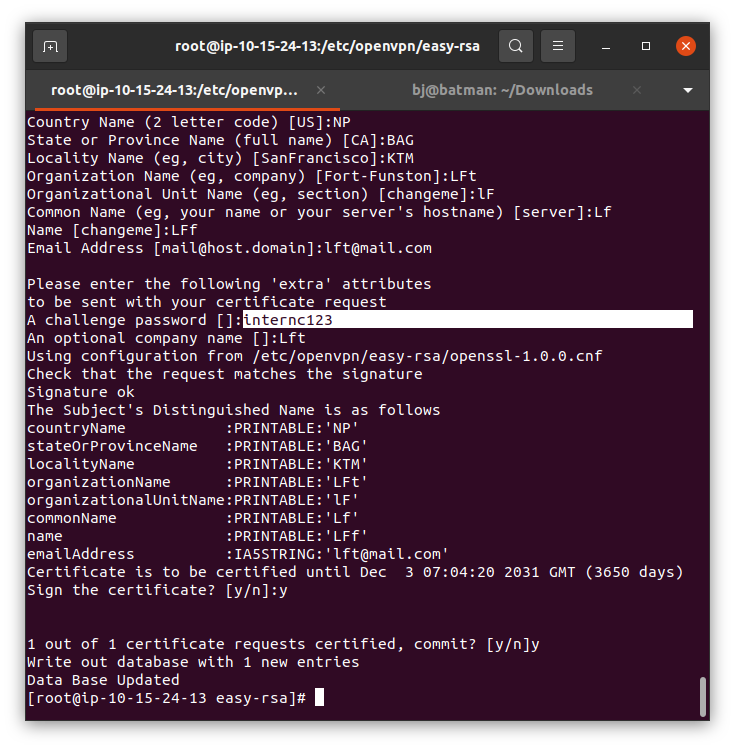 root@ip-10-15-24-13:/etc/openvpn/easy-rsa
root@ip-10-15-24-13:/etc/openvp...
bj@batman: ~/Downloads
Country Name (2 letter code) [US]:NP
State or Province Name (full name) [CA]:BAG
Locality Name (eg, city) [SanFrancisco]:KTM
Organization Name (eg, company) [Fort-Funston]:LFt
Organizational Unit Name (eg, section) [changeme]:lF
Common Name (eg, your name or your server's hostname) [server]:Lf
Name [changeme]:LFf
Email Address [mail@host.domain]:lft@mail.com
Please enter the following 'extra' attributes
to be sent with your certificate request
A challenge password []:internc123
An optional company name []:Lft
Using configuration from /etc/openvpn/easy-rsa/openssl-1.0.0.cnf
Check that the request matches the signature
Signature ok
The Subject's Distinguished Name is as follows
countryName           :PRINTABLE:'NP'
stateOrProvinceName   :PRINTABLE:'BAG'
localityName          :PRINTABLE:'KTM'
organizationName      :PRINTABLE:'LFt'
organizationalUnitName:PRINTABLE:'lF'
commonName            :PRINTABLE:'Lf'
name                  :PRINTABLE:'LFf'
emailAddress          :IA5STRING:'lft@mail.com'
Certificate is to be certified until Dec  3 07:04:20 2031 GMT (3650 days)
Sign the certificate? [y/n]:y
1 out of 1 certificate requests certified, commit? [y/n]y
Write out database with 1 new entries
Data Base Updated
[root@ip-10-15-24-13 easy-rsa]#